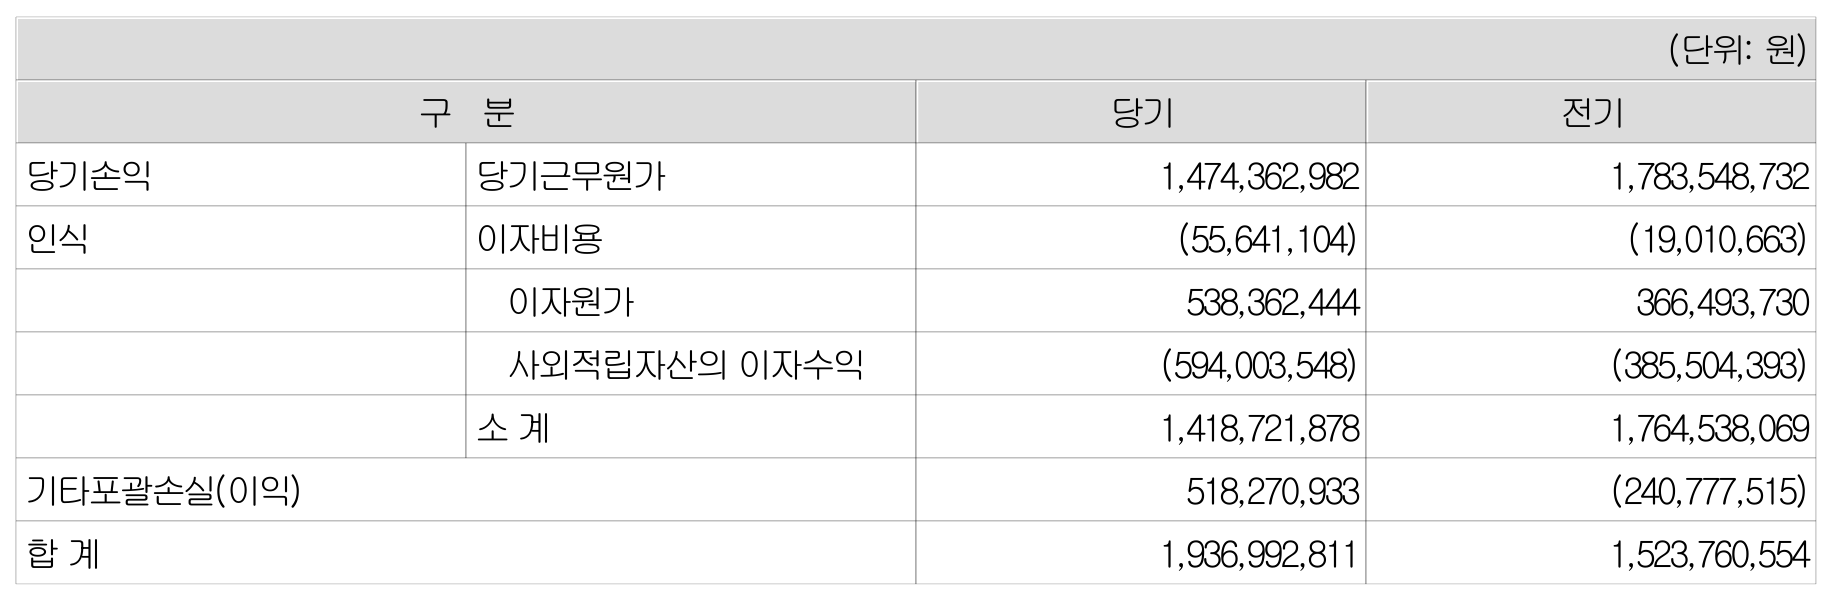 (단위: 원)
구 분 당기 전기
당기손익 당기근무원가 1,474,362,982 1,783,548,732
인식 이자비용 (55,641,104) (19,010,663)
이자원가 538,362,444 366,493,730
사외적립자산의 이자수익 (594,003,548) (385,504,393)
소 계 1,418,721,878 1,764,538,069
기타포괄손실(이익) 518,270,933 (240,777,515)
합 계 1,936,992,811 1,523,760,554